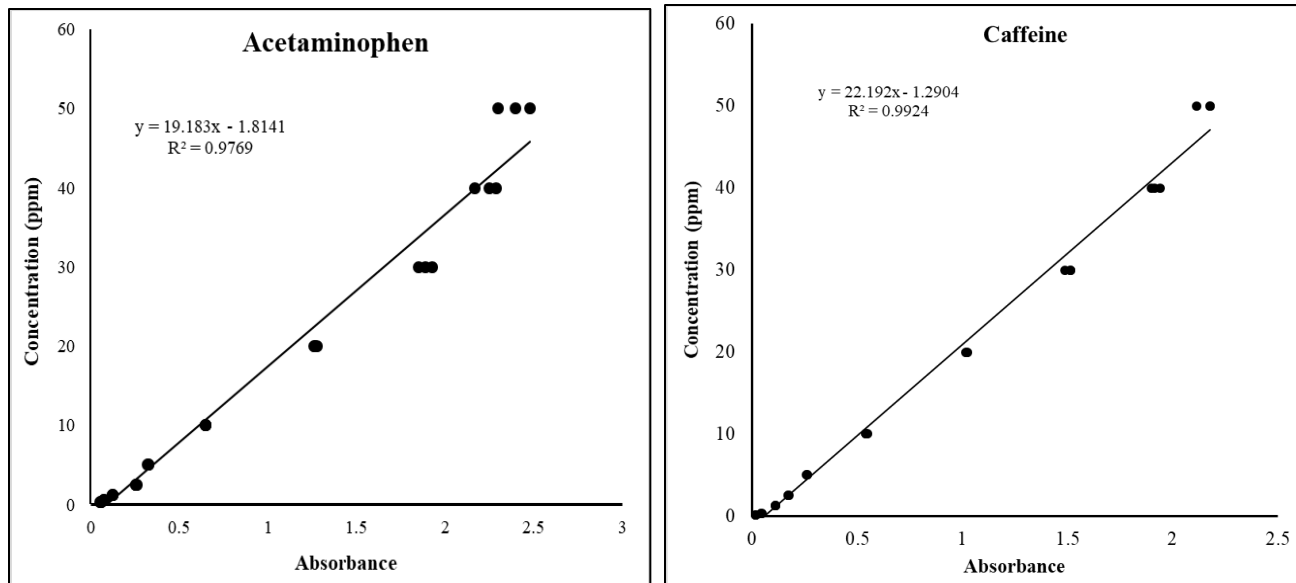 Acetaminophen
y = 19.183x - 1.8141
R² = 0.9769
Concentration (ppm)
60
50
40
30
20
10
0
0 0.5 1 1.5 2 2.5 3
Absorbance
Caffeine
y = 22.192x - 1.2904
R² = 0.9924
Concentration (ppm)
60
50
40
30
20
10
0
0 0.5 1 1.5 2 2.5
Absorbance